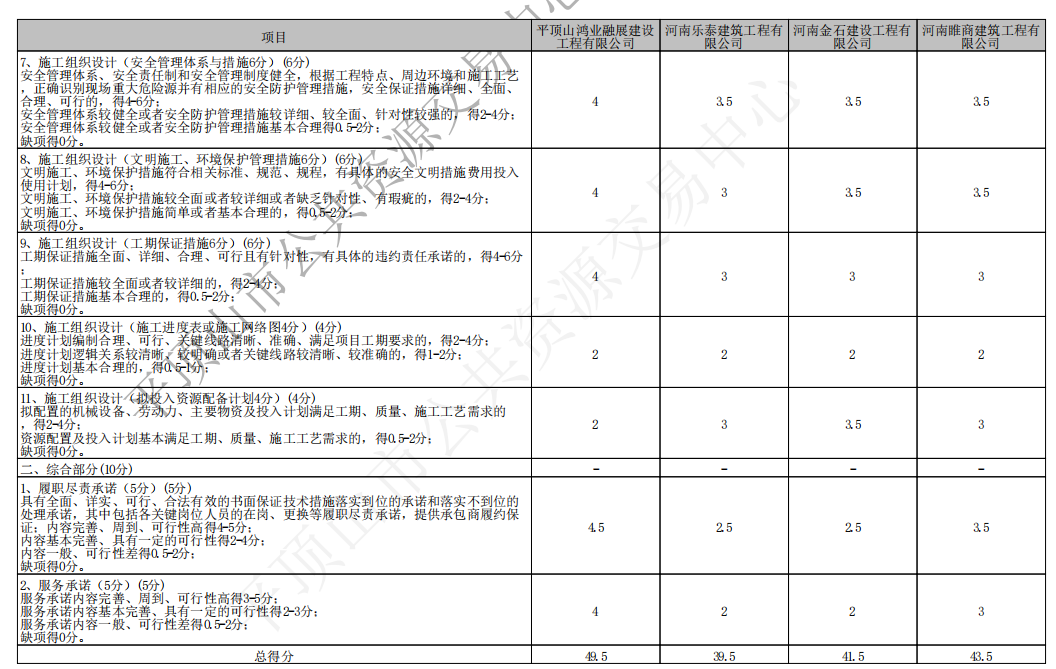 项目
平顶山鸿业融展建设
工程有限公司
河南乐泰建筑工程有
限公司
河南金石建设工程有
限公司
河南睢商建筑工程有
限公司
7、施工组织设计（安全管理体系与措施6分）(6分)
安全管理体系、安全责任制和安全管理制度健全，根据工程特点、周边环境和施工工艺
，正确识别现场重大危险源并有相应的安全防护管理措施，安全保证措施详细、全面、
合理、可行的，得4-6分；
安全管理体系较健全或者安全防护管理措施较详细、较全面、针对性较强的，得2-4分；
安全管理体系较健全或者安全防护管理措施基本合理得0.5-2分；
缺项得0分。
4
3.5
3.5
3.5
8、施工组织设计（文明施工、环境保护管理措施6分）(6分)
文明施工、环境保护措施符合相关标准、规范、规程，有具体的安全文明措施费用投入
使用计划，得4-6分；
文明施工、环境保护措施较全面或者较详细或者缺乏针对性、有瑕疵的，得2-4分；
文明施工、环境保护措施简单或者基本合理的，得0.5-2分；
缺项得0分。
4
3
3.5
3.5
9、施工组织设计（工期保证措施6分）(6分)
工期保证措施全面、详细、合理、可行且有针对性，有具体的违约责任承诺的，得4-6分
；
工期保证措施较全面或者较详细的，得2-4分；
工期保证措施基本合理的，得0.5-2分；
缺项得0分。
4
3
3
3
10、施工组织设计（施工进度表或施工网络图4分）(4分)
进度计划编制合理、可行、关键线路清晰、准确、满足项目工期要求的，得2-4分；
进度计划逻辑关系较清晰、较明确或者关键线路较清晰、较准确的，得1-2分；
进度计划基本合理的，得0.5-1分；
缺项得0分。
2
2
2
2
11、施工组织设计（拟投入资源配备计划4分）(4分)
拟配置的机械设备、劳动力、主要物资及投入计划满足工期、质量、施工工艺需求的
，得2-4分；
资源配置及投入计划基本满足工期、质量、施工工艺需求的，得0.5-2分；
缺项得0分。
2
3
3.5
3
二、综合部分(10分)
-
-
-
-
1、履职尽责承诺（5分）(5分)
具有全面、详实、可行、合法有效的书面保证技术措施落实到位的承诺和落实不到位的
处理承诺，其中包括各关键岗位人员的在岗、更换等履职尽责承诺，提供承包商履约保
证；内容完善、周到、可行性高得4-5分；
内容基本完善、具有一定的可行性得2-4分；
内容一般、可行性差得0.5-2分；
缺项得0分。
4.5
2.5
2.5
3.5
2、服务承诺（5分）(5分)
服务承诺内容完善、周到、可行性高得3-5分；
服务承诺内容基本完善、具有一定的可行性得2-3分；
服务承诺内容一般、可行性差得0.5-2分；
缺项得0分。
4
2
2
3
总得分
49.5
39.5
41.5
43.5
平顶山市公共资源交易中心
平顶山市公共资源交易中心